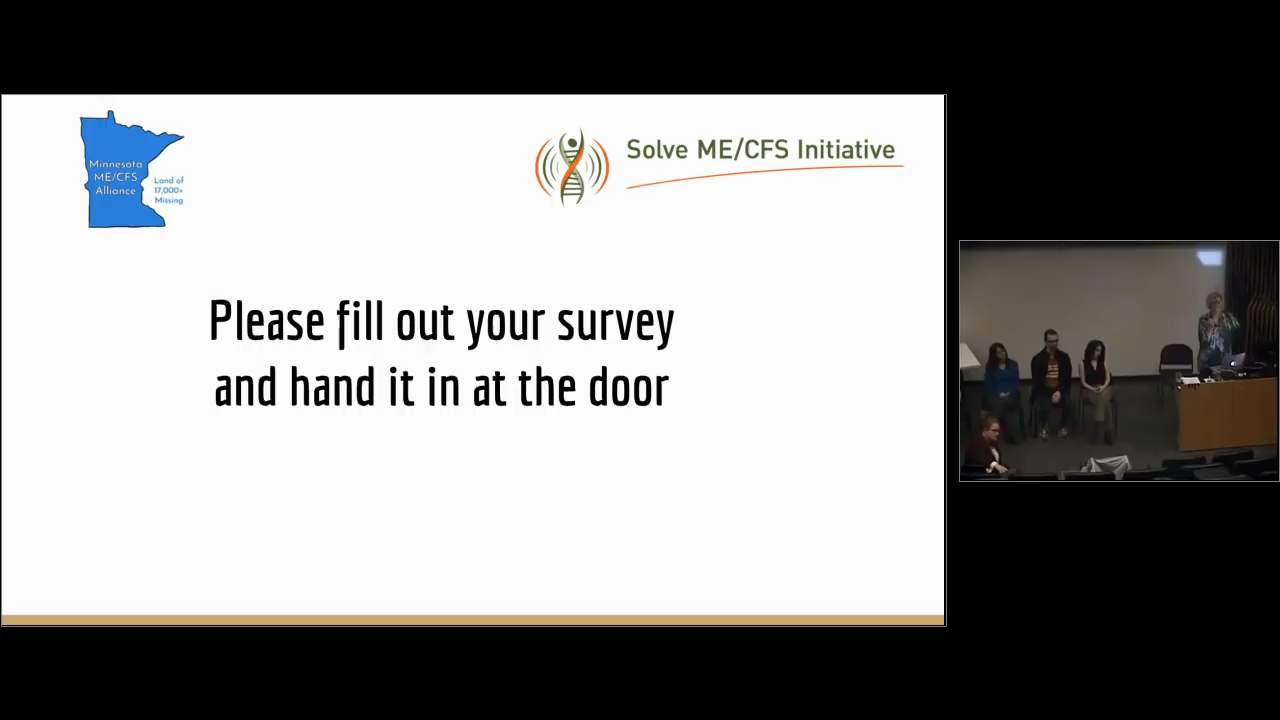 Minnesota
ME/CFS
Alliance
Land of
17,000+
Missing
Solve ME/CFS Initiative
Please fill out your survey
and hand it in at the door